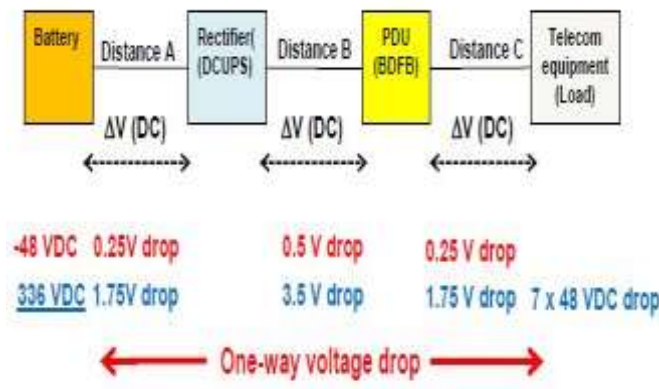 Battery
Distance A
Rectifier(
(DCUPS)
Distance B
PDU
(BDFB)
Distance C
Telecom
equipment
(Load)
ΔV (DC)
ΔV (DC)
ΔV (DC)
-48 VDC 0.25V drop 0.5 V drop 0.25 V drop
336 VDC 1.75V drop 3.5 V drop 1.75 V drop 7 x 48 VDC drop
One-way voltage drop